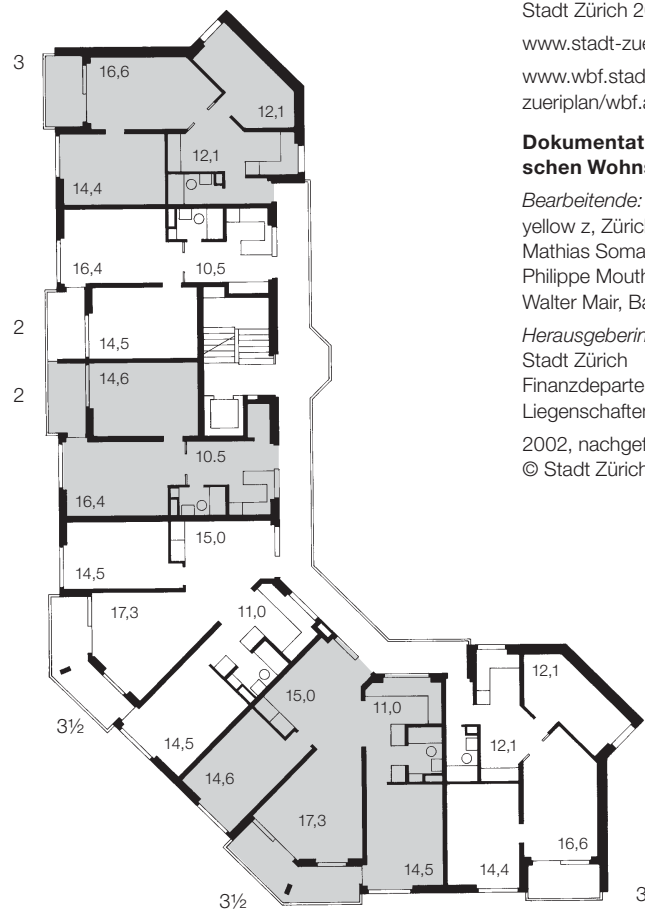 Stadt Zürich
www.stadt-zue
www.wbf.stad
zueriplan/wbf.a
Dokumentat
schen Wohns
Bearbeitende:
yellow z, Züric
Mathias Soma
Philippe Mouth
Walter Mair, Ba
Herausgeberin
Stadt Zürich
Finanzdeparte
Liegenschafter
2002, nachgef
© Stadt Zürich
3
16,6
12,1
12,1
14,4
16,4
10,5
2
14,5
2
14,6
10.5
16,4
15,0
14,5
17,3
11,0
3½
14,5
15,0
11,0
14,6
17,3
14,5
3½
12,1
12,1
16,6
14,4
3